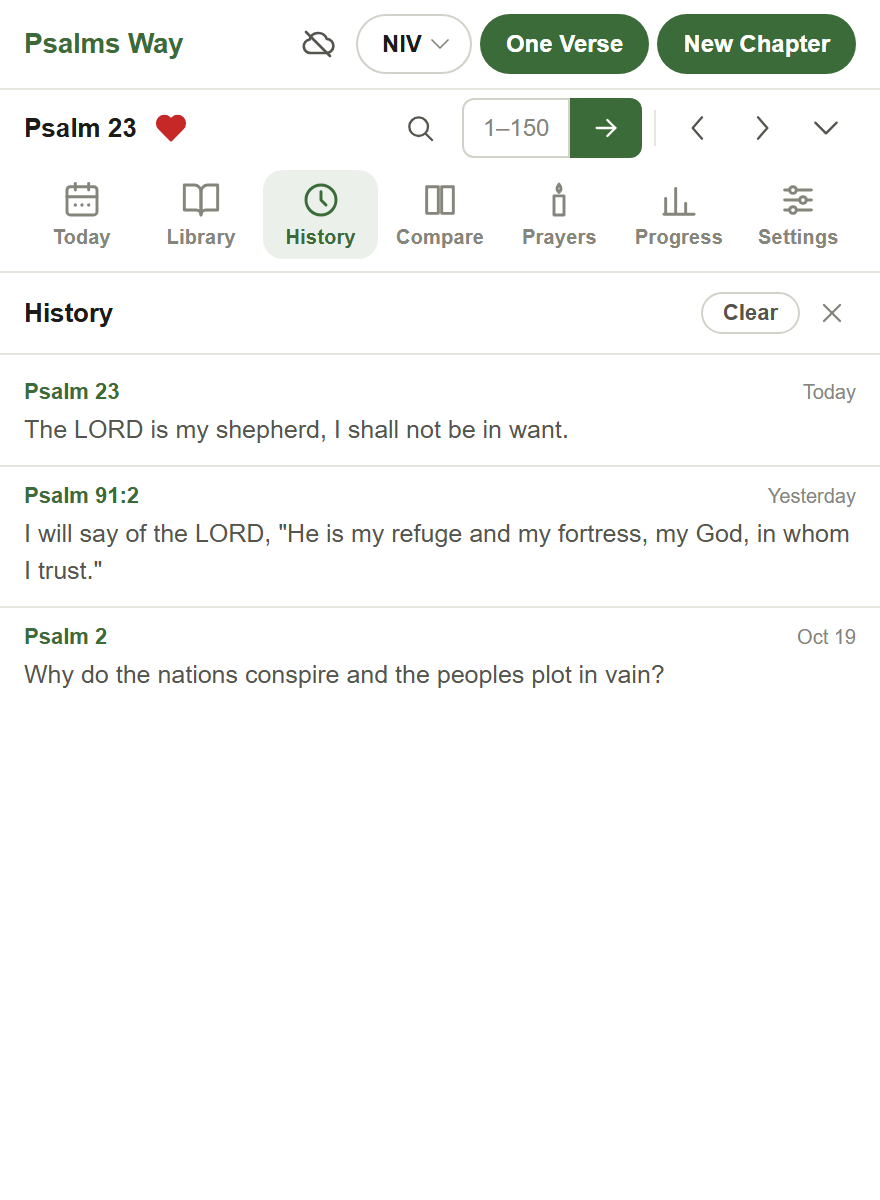 Psalms Way
NIV
One Verse
New Chapter
Psalm 23
1–150
Today
Library
History
Compare
Prayers
Progress
Settings
History
Clear
Psalm 23
Today
The LORD is my shepherd, I shall not be in want.
Psalm 91:2
Yesterday
I will say of the LORD, "He is my refuge and my fortress, my God, in whom
I trust."
Psalm 2
Oct 19
Why do the nations conspire and the peoples plot in vain?